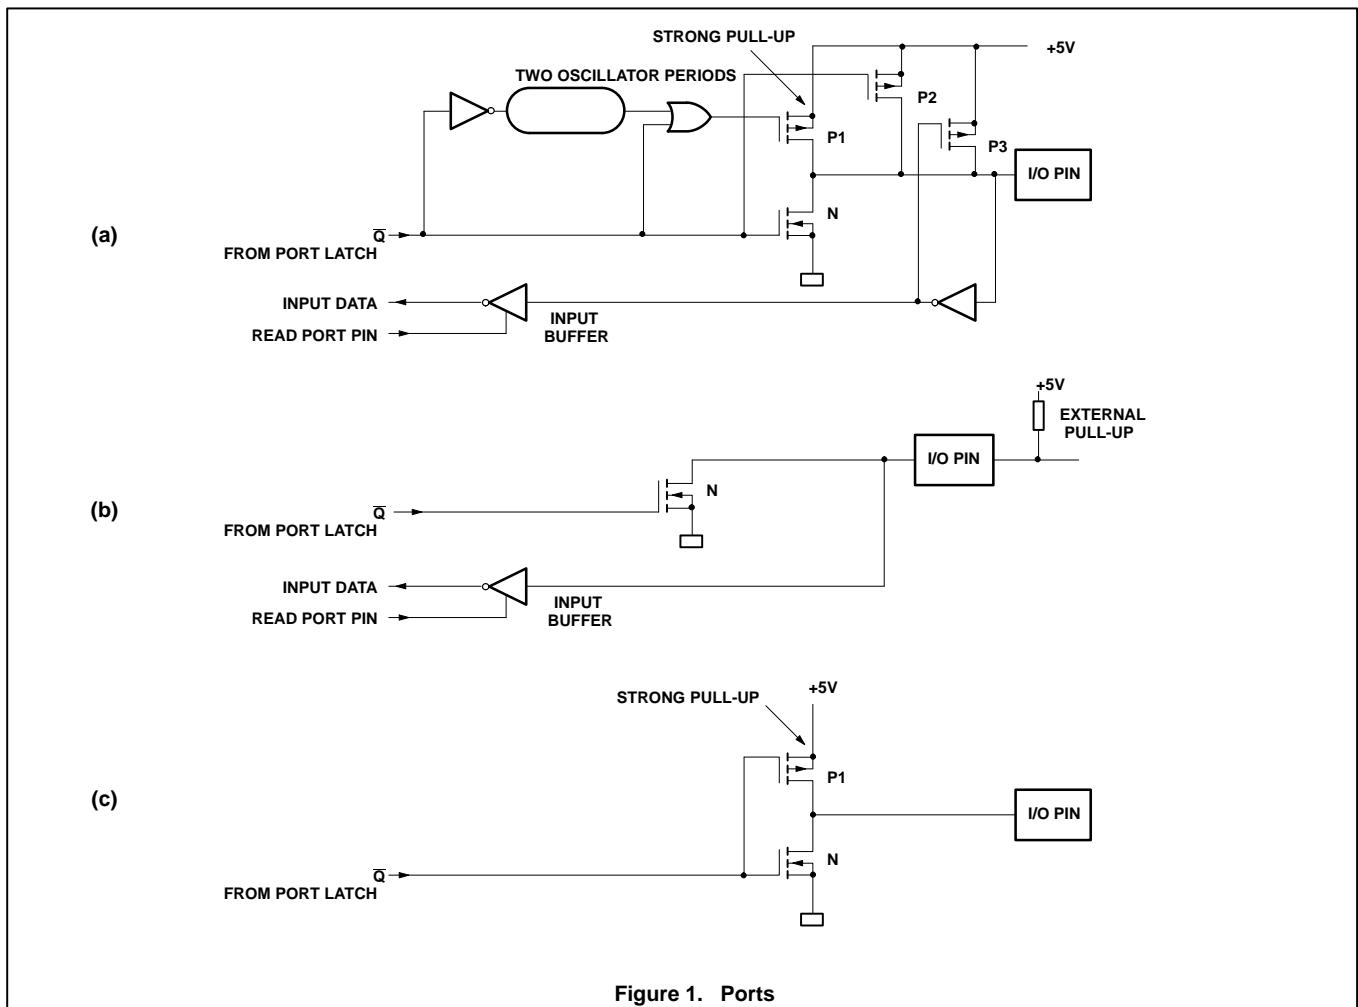 STRONG PULL-UP
+5V
TWO OSCILLATOR PERIODS
P2
P1
P3
I/O PIN
N
(a)
Q̅
FROM PORT LATCH
INPUT DATA
INPUT
BUFFER
READ PORT PIN
+5V
EXTERNAL
PULL-UP
I/O PIN
N
(b)
Q̅
FROM PORT LATCH
INPUT DATA
INPUT
BUFFER
READ PORT PIN
+5V
STRONG PULL-UP
P1
(c)
I/O PIN
N
Q̅
FROM PORT LATCH
Figure 1. Ports